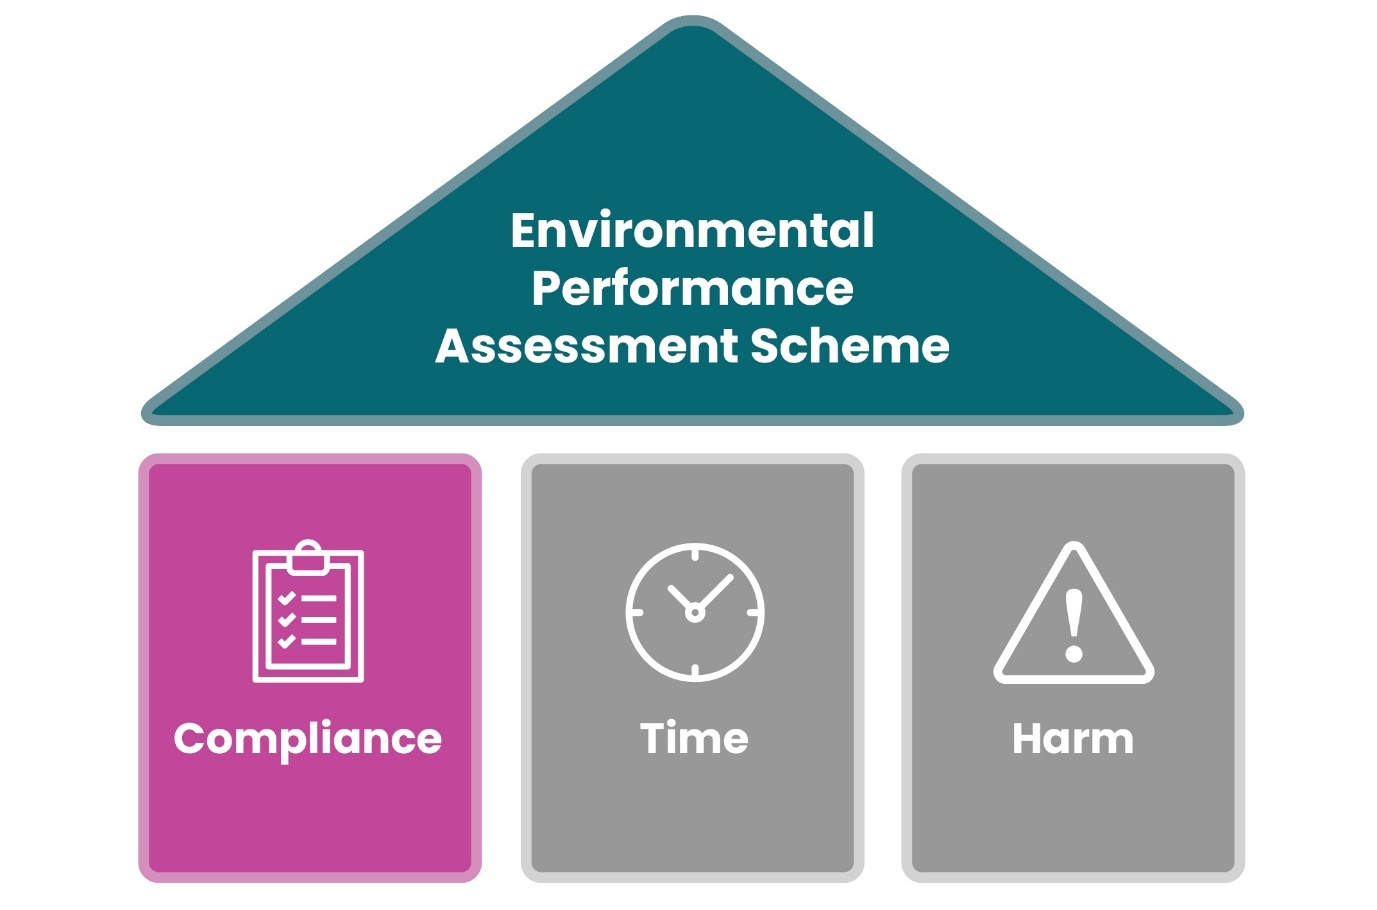 Environmental
Performance
Assessment Scheme
Compliance
Time
Harm